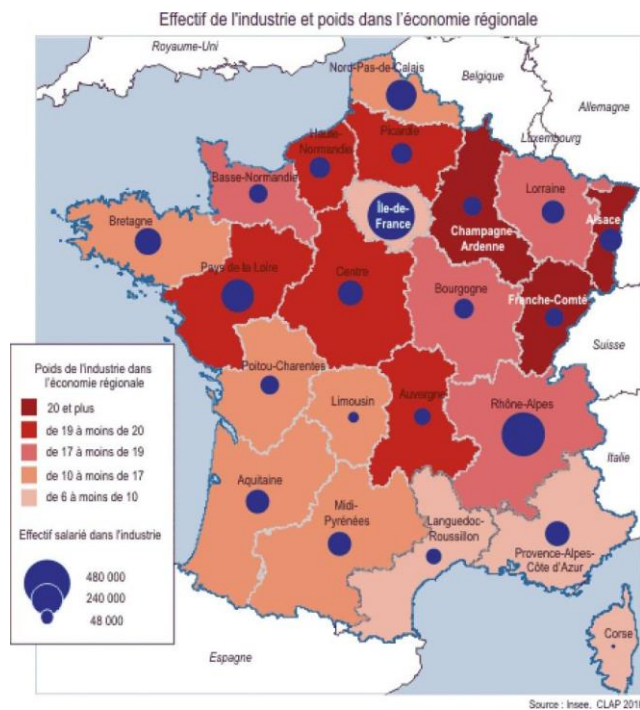 Effectif de l'industrie et poids dans l'économie régionale
Royaume-Uni
Belgique
Allemagne
Luxembourg
Nord-Pas-de-Calais
Picardie
Haute-
Normandie
Basse-Normandie
Île-de-
France
Champagne-
Ardenne
Lorraine
Alsace
Bretagne
Pays de la Loire
Centre
Bourgogne
Franche-Comté
Suisse
Poitou-Charentes
Limousin
Auvergne
Rhône-Alpes
Italie
Aquitaine
Midi-
Pyrénées
Languedoc-
Roussillon
Provence-Alpes-
Côte d'Azur
Corse
Espagne
Poids de l'industrie dans
l'économie régionale
20 et plus
de 19 à moins de 20
de 17 à moins de 19
de 10 à moins de 17
de 6 à moins de 10
Effectif salarié dans l'industrie
480 000
240 000
48 000
Source : Insee, CLAP